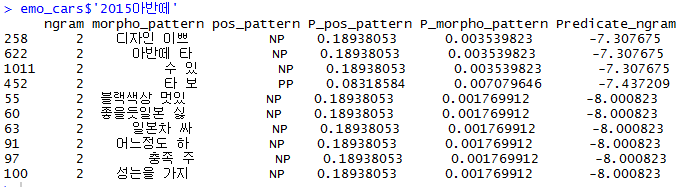 > emo_cars$'2015아반떼'
ngram morpho_pattern pos_pattern P_pos_pattern P_morpho_pattern Predicate_ngram
258 2 디자인 이쁘 NP 0.18938053 0.003539823 -7.307675
622 2 아반떼 타 NP 0.18938053 0.003539823 -7.307675
1011 2 수 있 NP 0.18938053 0.003539823 -7.307675
452 2 타 보 PP 0.08318584 0.007079646 -7.437209
55 2 블랙색상 멋있 NP 0.18938053 0.001769912 -8.000823
60 2 좋을듯일본 싫 NP 0.18938053 0.001769912 -8.000823
63 2 일본차 싸 NP 0.18938053 0.001769912 -8.000823
91 2 어느정도 하 NP 0.18938053 0.001769912 -8.000823
97 2 충족 주 NP 0.18938053 0.001769912 -8.000823
100 2 성는을 가지 NP 0.18938053 0.001769912 -8.000823
>